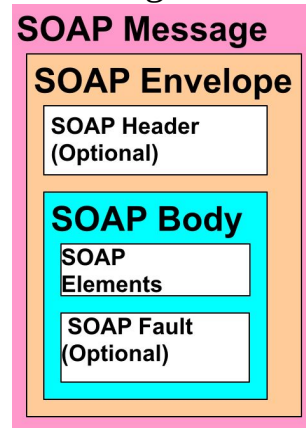 SOAP Message
SOAP Envelope
SOAP Header
(Optional)
SOAP Body
SOAP
Elements
SOAP Fault
(Optional)